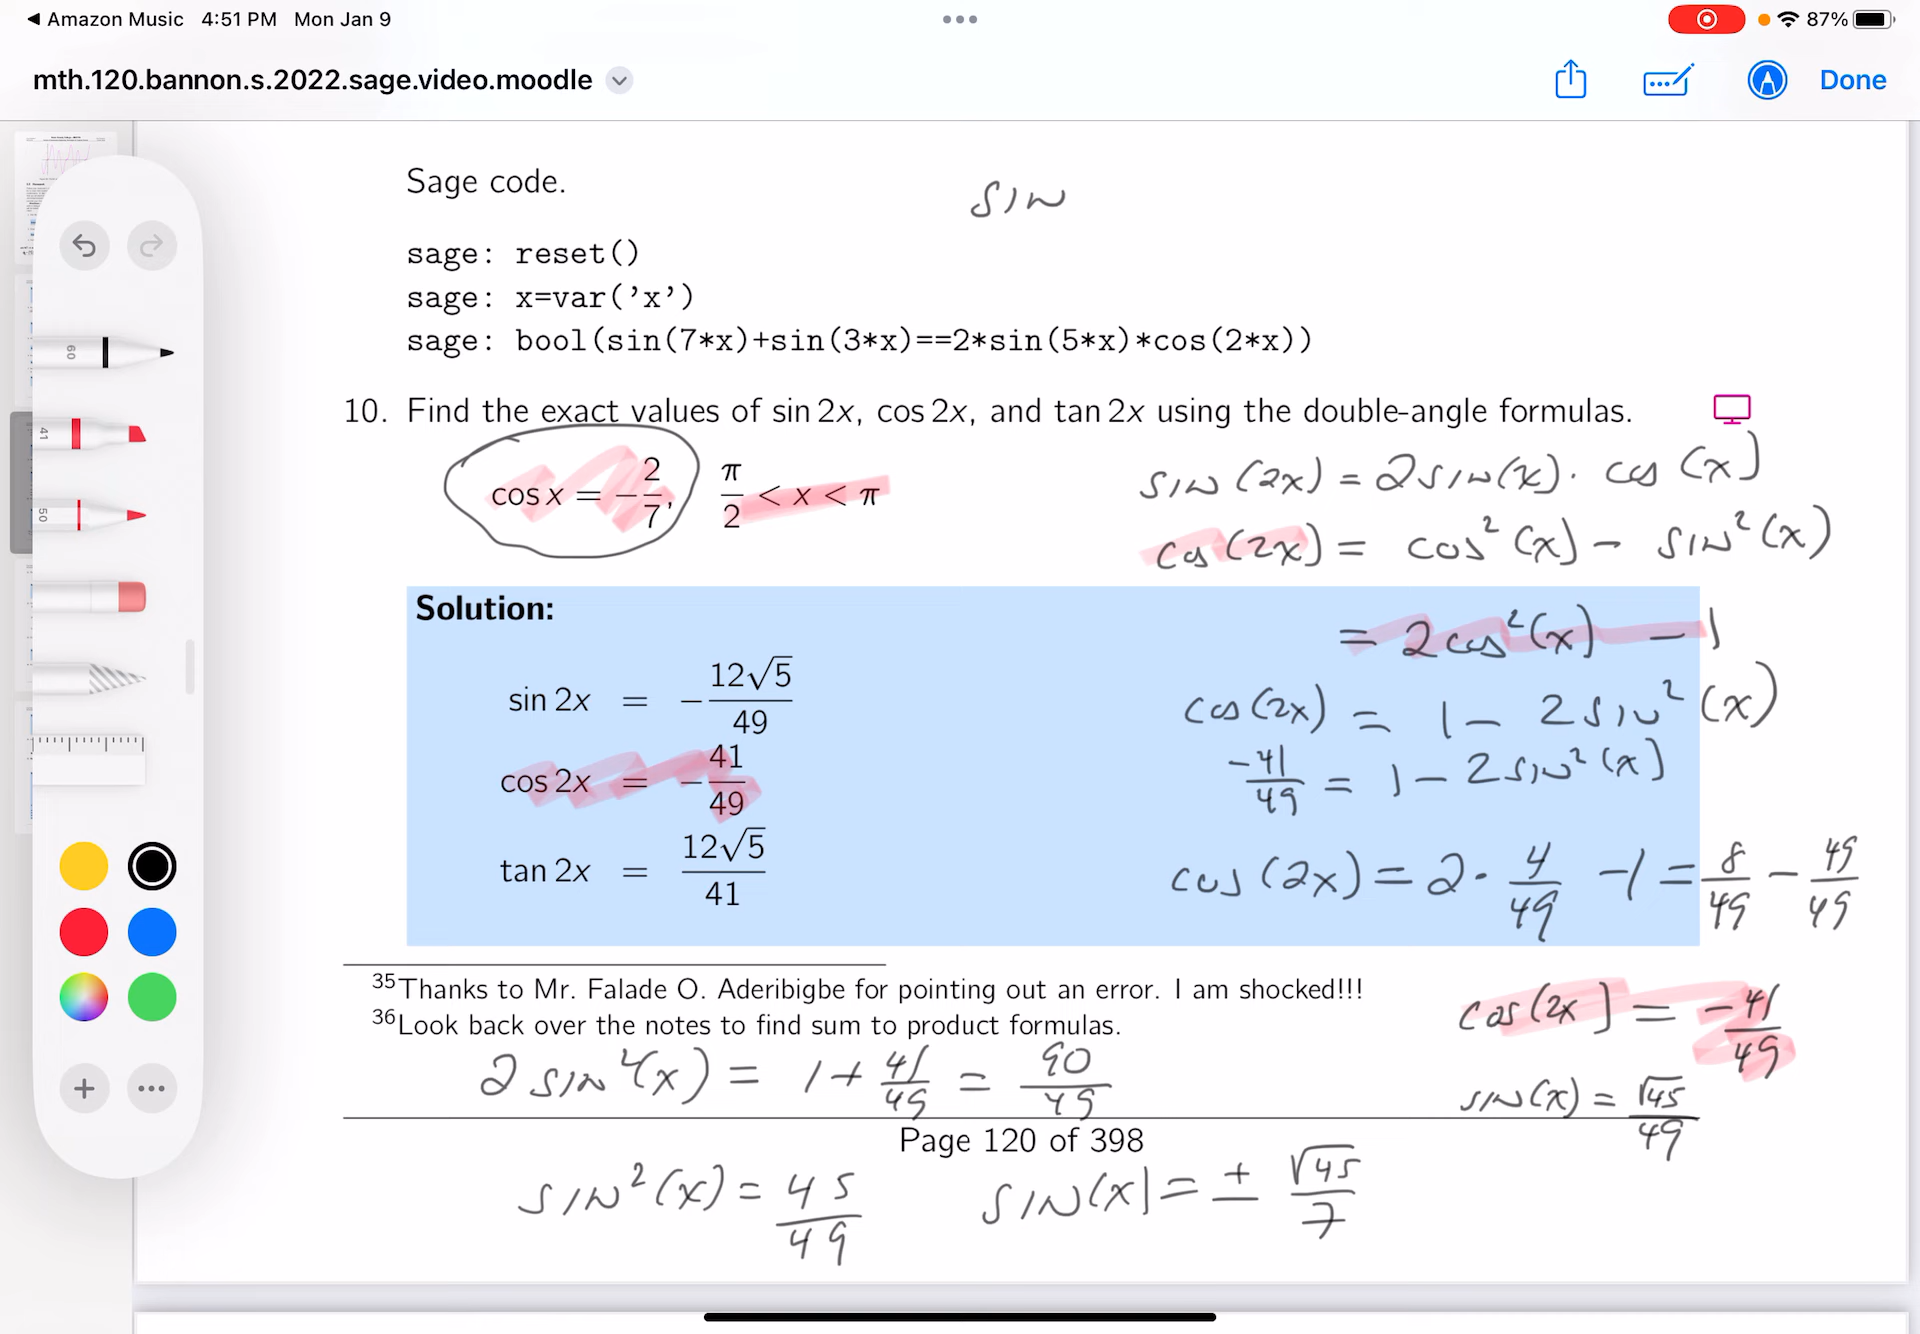 ◀ Amazon Music 4:51 PM Mon Jan 9 87%
mth.120.bannon.s.2022.sage.video.moodle Done
Sage code.
SIN
sage: reset()
sage: x=var('x')
sage: bool(sin(7*x)+sin(3*x)==2*sin(5*x)*cos(2*x))
10. Find the exact values of sin 2x, cos 2x, and tan 2x using the double-angle formulas.
cos x = −2/7, π/2 < x < π
SIN(2x) = 2SIN(x)·cos(x)
cos(2x) = cos²(x) − SIN²(x)
Solution:
= 2cos²(x) − 1
sin 2x = −12√5/49
cos(2x) = 1 − 2SIN²(x)
cos 2x = −41/49
−41/49 = 1 − 2SIN²(x)
tan 2x = 12√5/41
cos(2x) = 2·4/49 −1 = 8/49 − 49/49
35Thanks to Mr. Falade O. Aderibigbe for pointing out an error. I am shocked!!!
cos(2x) = −41/49
36Look back over the notes to find sum to product formulas.
2SIN²(x) = 1 + 41/49 = 90/49
SIN(x) = √45/49
Page 120 of 398
SIN²(x) = 45/49
SIN(x) = ± √45/7
60
41
50